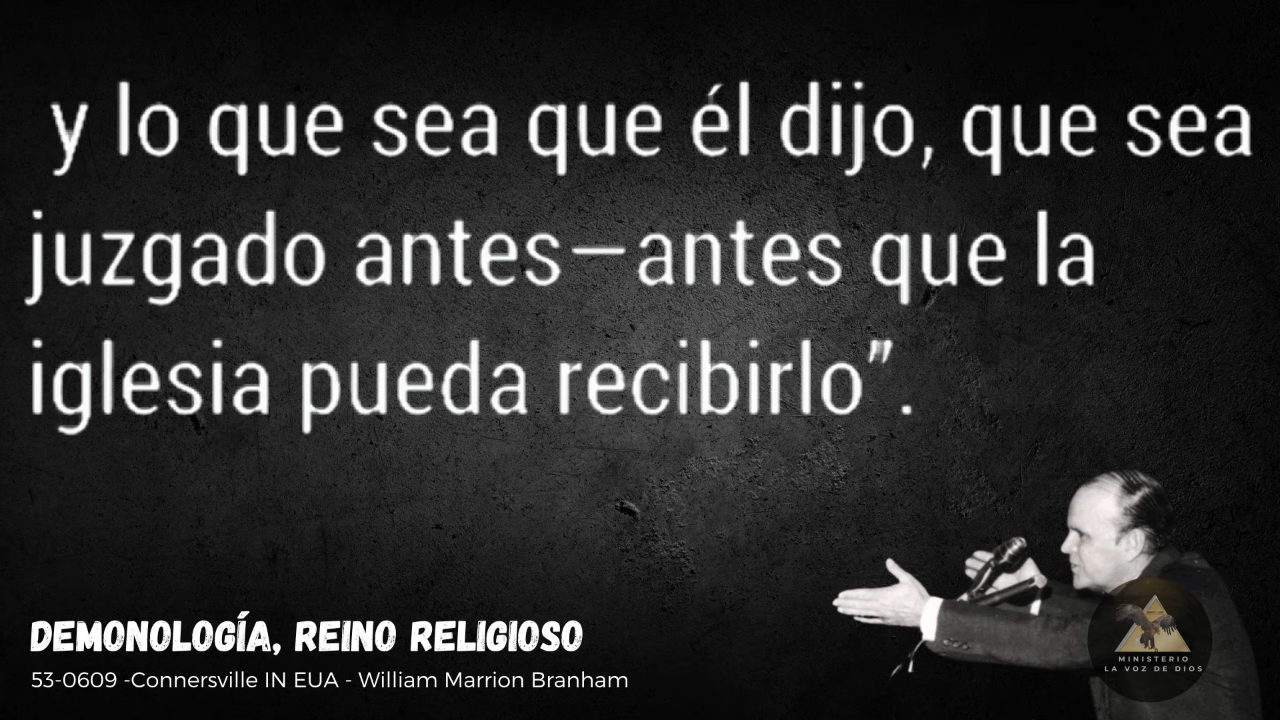 y lo que sea que él dijo, que sea
juzgado antes—antes que la
iglesia pueda recibirlo”.
DEMONOLOGÍA, REINO RELIGIOSO
53-0609 -Connersville IN EUA - William Marrion Branham
MINISTERIO
LA VOZ DE DIOS